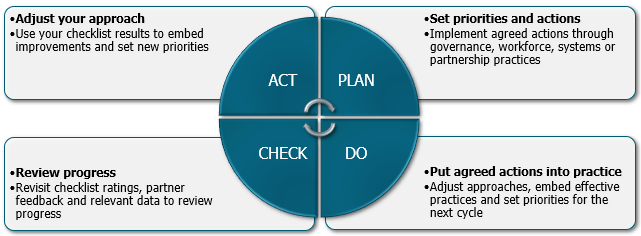 •Adjust your approach
•Use your checklist results to embed
improvements and set new priorities
•Set priorities and actions
•Implement agreed actions through
governance, workforce, systems or
partnership practices
ACT
PLAN
CHECK
DO
•Review progress
•Revisit checklist ratings, partner
feedback and relevant data to review
progress
•Put agreed actions into practice
•Adjust approaches, embed effective
practices and set priorities for the
next cycle